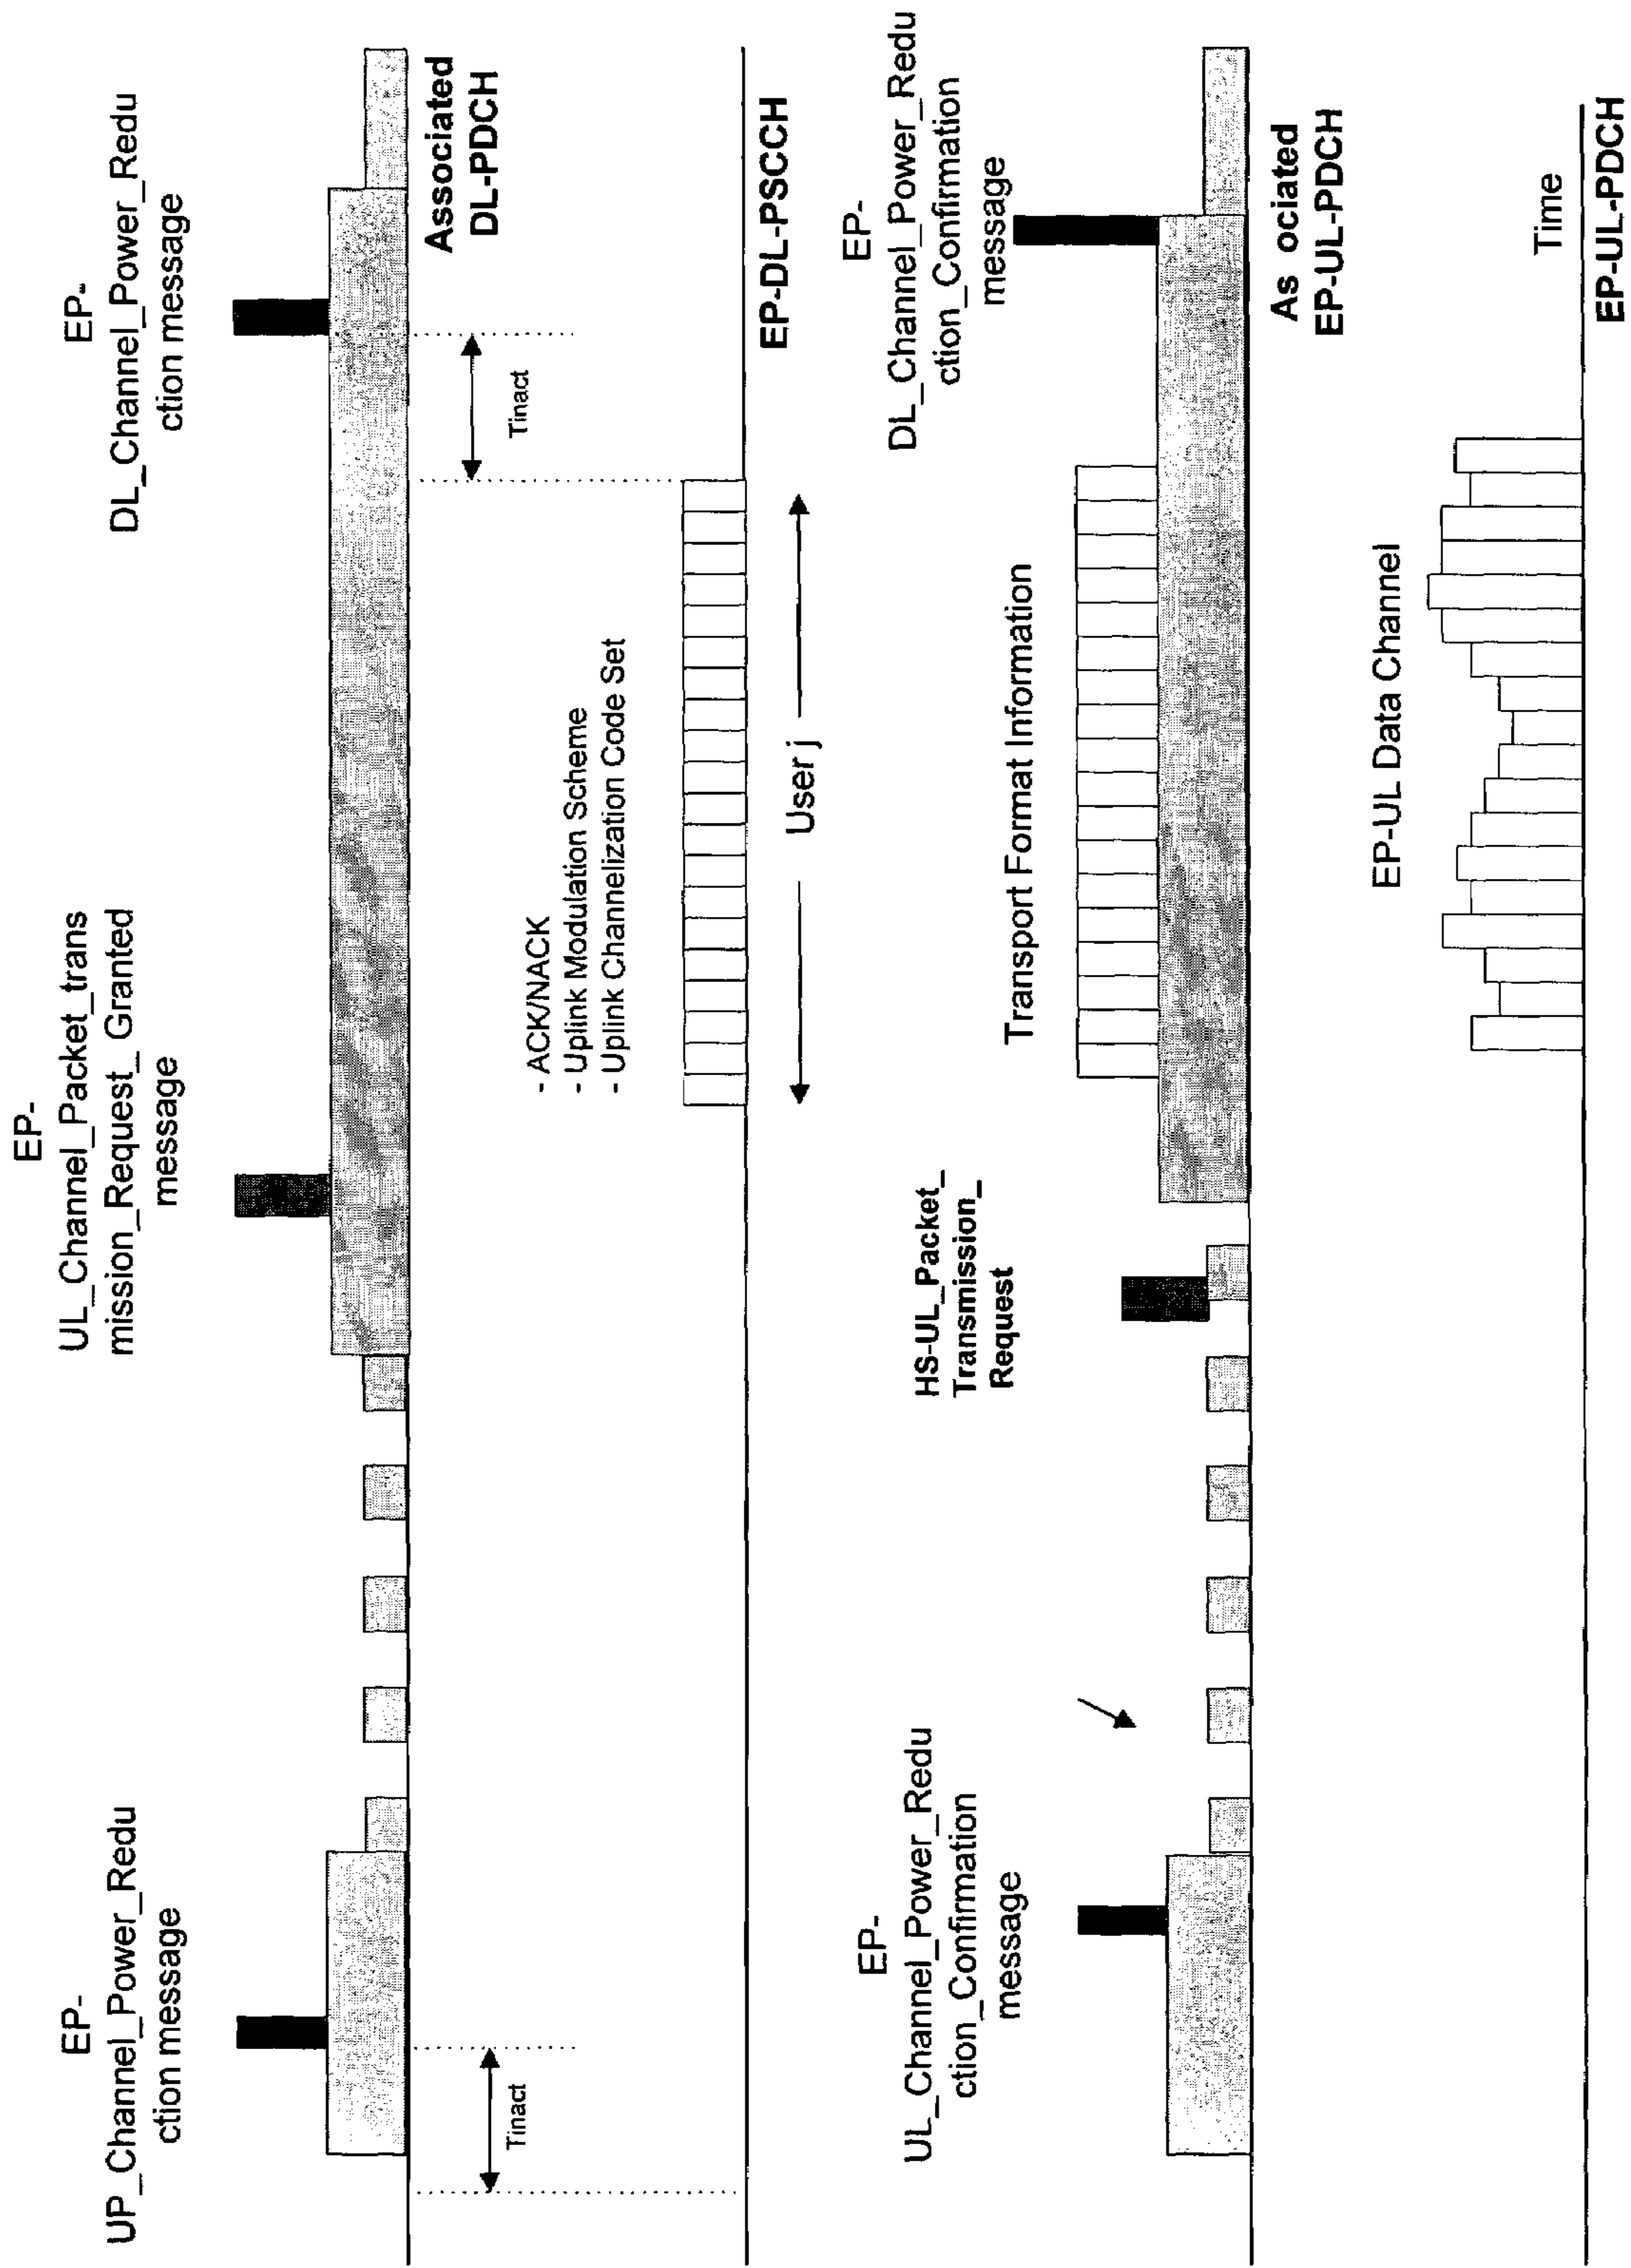 EP-
UP_Channel_Power_Redu
ction message
EP-
UL_Channel_Packet_trans
mission_Request_Granted
message
EP-
DL_Channel_Power_Redu
ction message
Associated
DL-PDCH
Tinact
Tinact
- ACK/NACK
- Uplink Modulation Scheme
- Uplink Channelization Code Set
User j
EP-DL-PSCCH
EP-
UL_Channel_Power_Redu
ction_Confirmation
message
HS-UL_Packet_
Transmission_
Request
Transport Format Information
EP-
DL_Channel_Power_Redu
ction_Confirmation
message
As ociated
EP-UL-PDCH
EP-UL Data Channel
Time
EP-UL-PDCH